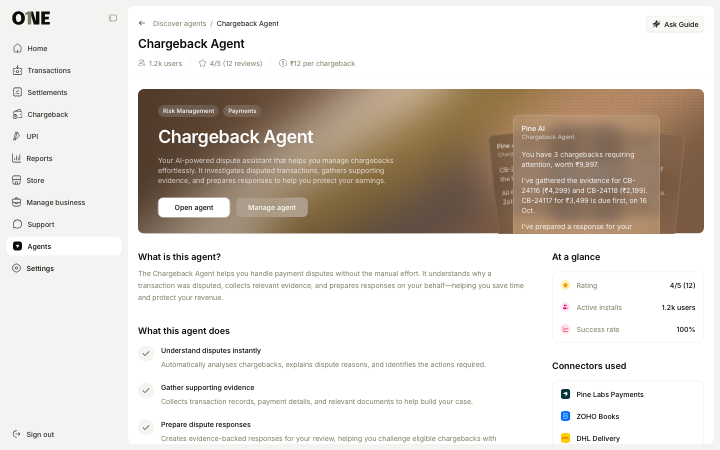 ONE
Home
Transactions
Settlements
Chargeback
UPI
Reports
Store
Manage business
Support
Agents
Settings
Sign out
Discover agents / Chargeback Agent
Ask Guide
Chargeback Agent
1.2k users
4/5 (12 reviews)
₹12 per chargeback
Risk Management
Payments
Chargeback Agent
Your AI-powered dispute assistant that helps you manage chargebacks
effortlessly. It investigates disputed transactions, gathers supporting
evidence, and prepares responses to help you protect your earnings.
Open agent
Manage agent
Pine AI
Chargeback Agent
You have 3 chargebacks requiring
attention, worth ₹9,997.
I've gathered the evidence for CB-
24116 (₹4,299) and CB-24118 (₹2,199).
CB-24117 for ₹3,499 is due first, on 16
Oct.
I've prepared a response for your
What is this agent?
The Chargeback Agent helps you handle payment disputes without the manual effort. It understands why a
transaction was disputed, collects relevant evidence, and prepares responses on your behalf—helping you save time
and protect your revenue.
What this agent does
Understand disputes instantly
Automatically analyses chargebacks, explains dispute reasons, and identifies the actions required.
Gather supporting evidence
Collects transaction records, payment details, and relevant documents to help build your case.
Prepare dispute responses
Creates evidence-backed responses for your review, helping you challenge eligible chargebacks with
At a glance
Rating 4/5 (12)
Active installs 1.2k users
Success rate 100%
Connectors used
Pine Labs Payments
ZOHO Books
DHL Delivery